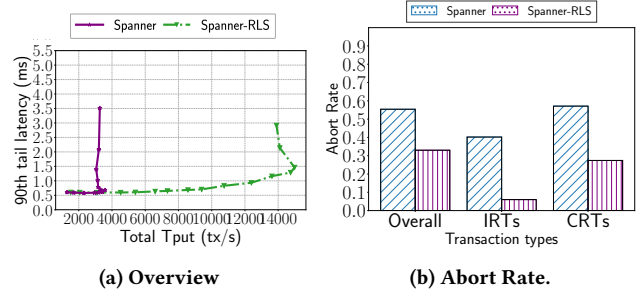 Spanner
Spanner-RLS
90th tail latency (ms)
5.5
5.0
4.5
4.0
3.5
3.0
2.5
2.0
1.5
1.0
0.5
0.0
2000 4000 6000 8000 10000 12000 14000
Total Tput (tx/s)
(a) Overview
Spanner
Spanner-RLS
Abort Rate
0.9
0.8
0.7
0.6
0.5
0.4
0.3
0.2
0.1
0.0
Overall IRTs CRTs
Transaction types
(b) Abort Rate.